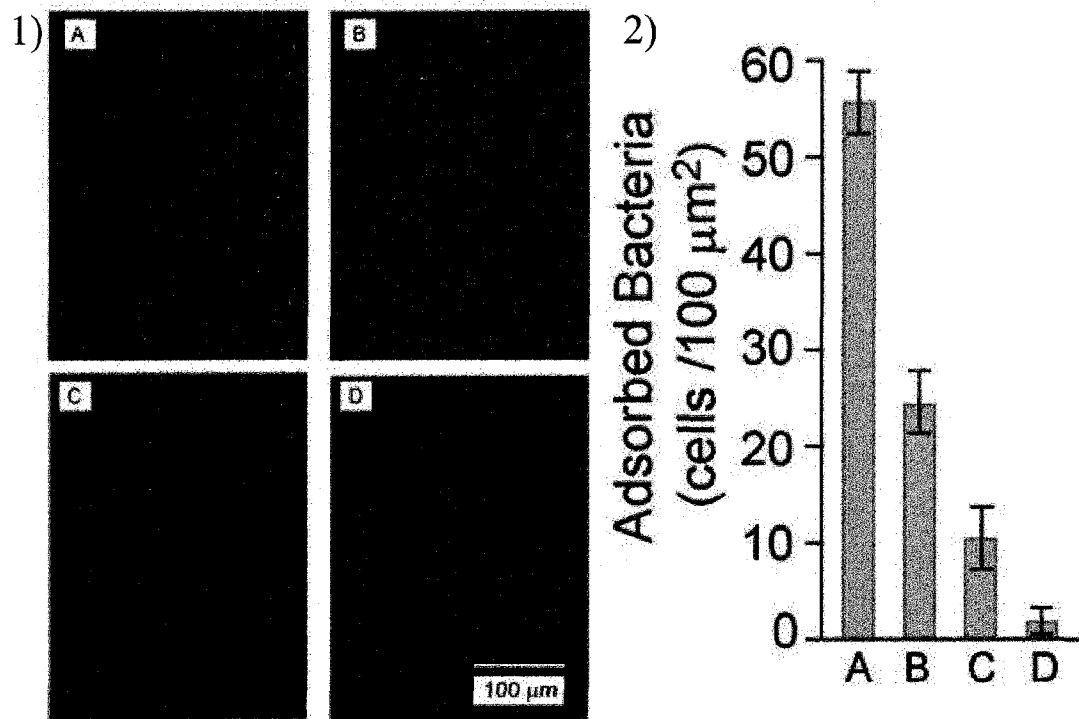 1)
A
B
C
D
100 μm
2)
Adsorbed Bacteria
(cells /100 μm²)
60
50
40
30
20
10
0
A B C D